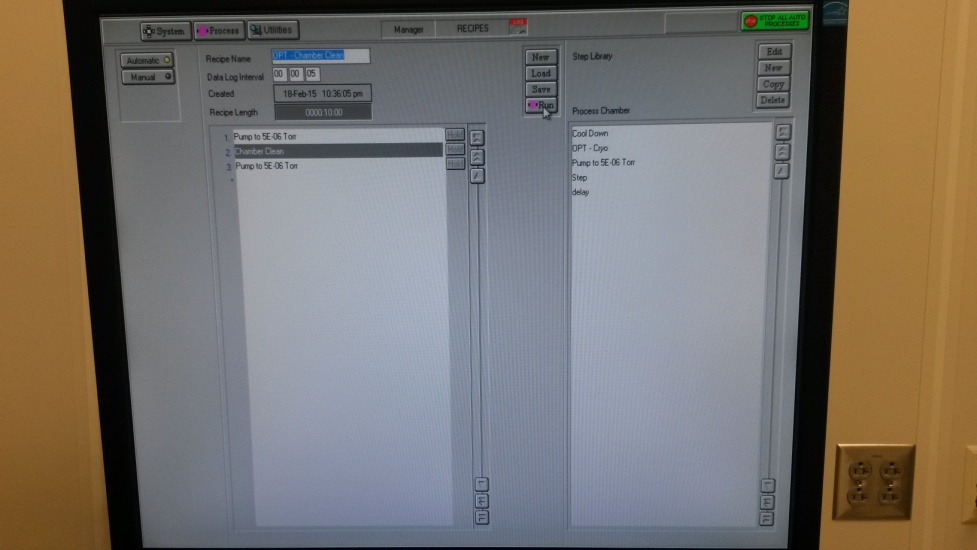 System Process Utilities Manager RECIPES STOP ALL AUTO PROCESSES
Automatic
Manual
Recipe Name OPT - Chamber Clean
Data Log Interval 00 00 05
Created 18-Feb-15 10:36:05 pm
Recipe Length 0000:10:00
New
Load
Save
Run
Step Library
Edit
New
Copy
Delete
Process Chamber
1 Pump to 5E-06 Torr Hold
2 Chamber Clean Hold
3 Pump to 5E-06 Torr Hold
*
Cool Down
OPT - Cryo
Pump to 5E-06 Torr
Step
delay